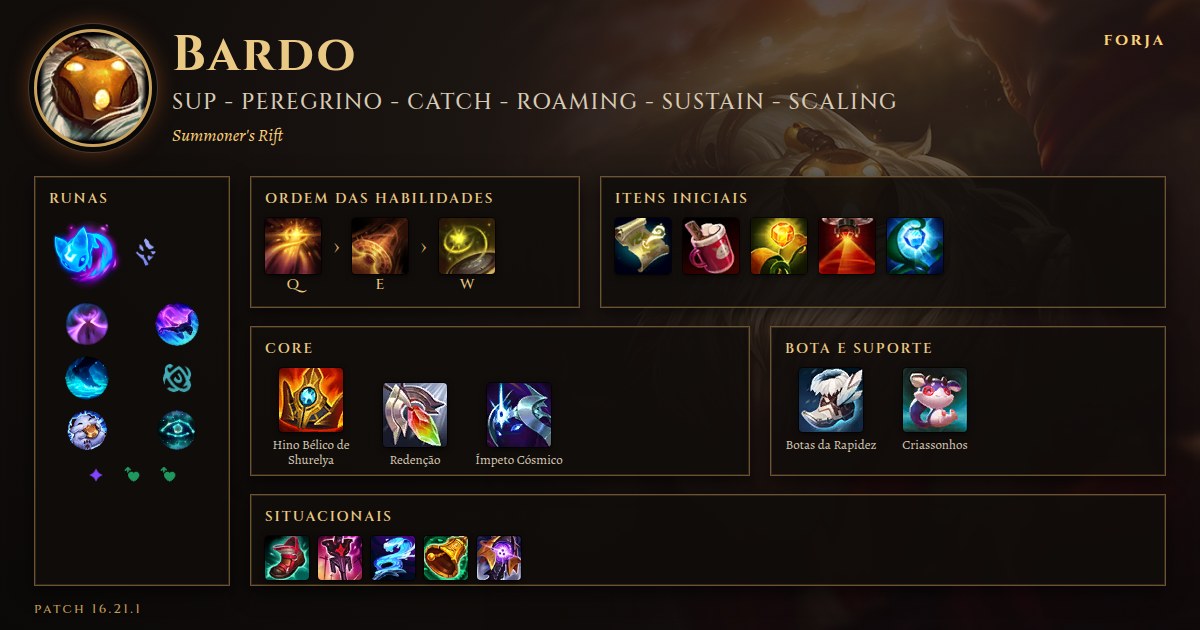 BARDO
FORJA
SUP - PEREGRINO - CATCH - ROAMING - SUSTAIN - SCALING
Summoner's Rift
RUNAS
ORDEM DAS HABILIDADES
Q
E
W
ITENS INICIAIS
CORE
Hino Bélico de
Shurelya
Redenção
Ímpeto Cósmico
BOTA E SUPORTE
Botas da Rapidez
Criassonhos
SITUACIONAIS
PATCH 16.21.1